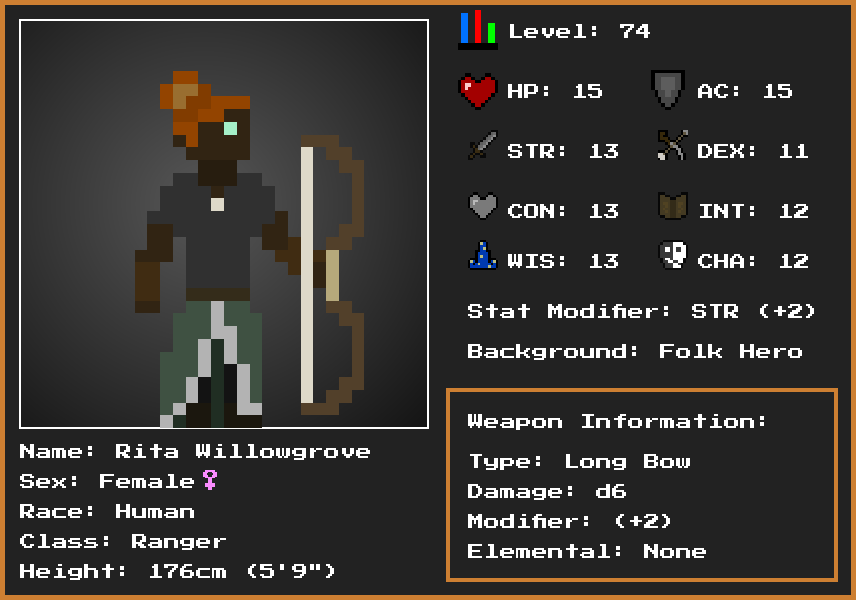 Level: 74
HP: 15 AC: 15
STR: 13 DEX: 11
CON: 13 INT: 12
WIS: 13 CHA: 12
Stat Modifier: STR (+2)
Background: Folk Hero
Weapon Information:
Type: Long Bow
Damage: d6
Modifier: (+2)
Elemental: None
Name: Rita Willowgrove
Sex: Female♀
Race: Human
Class: Ranger
Height: 176cm (5'9")